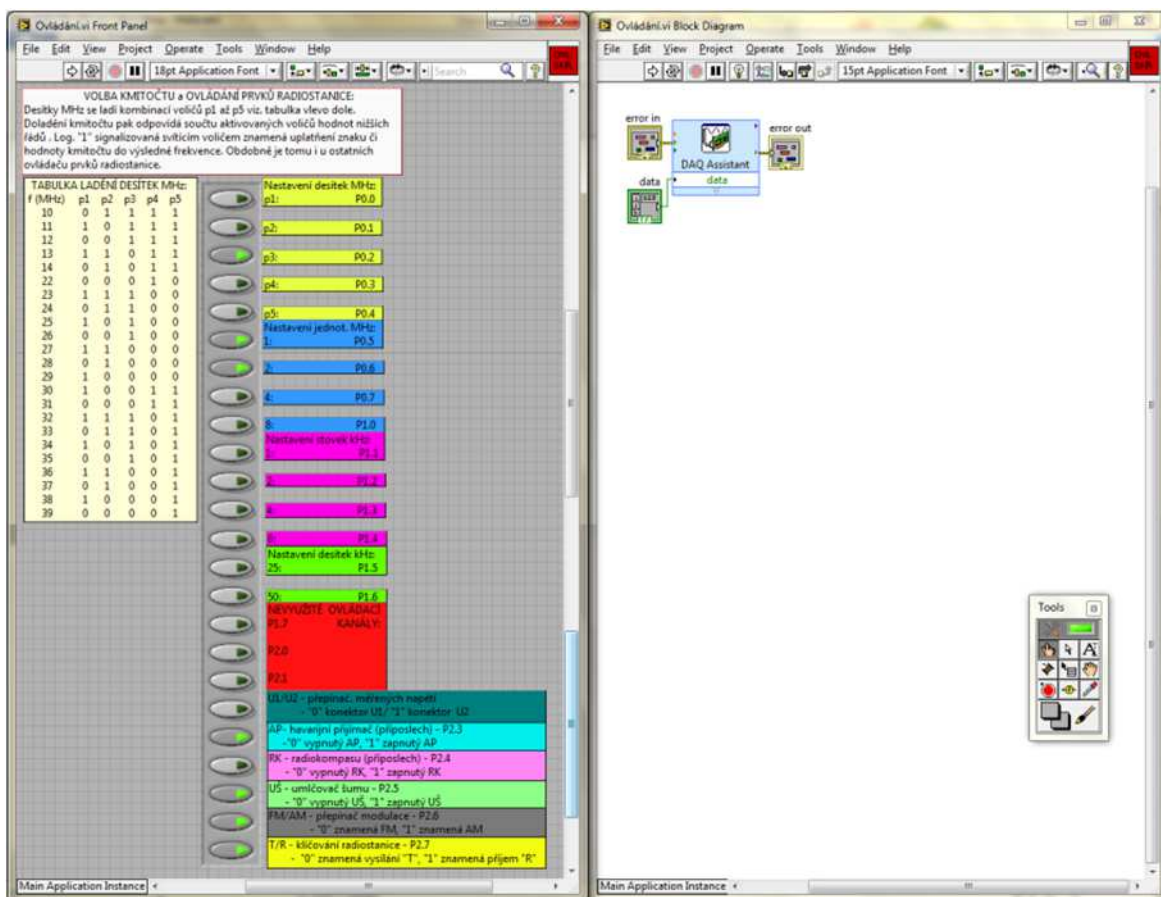 Ovládání.vi Front Panel
File Edit View Project Operate Tools Window Help
18pt Application Font
Search
VOLBA KMITOČTU a OVLÁDÁNÍ PRVKŮ RADIOSTANICE:
Desítky MHz se ladí kombinací voličů p1 až p5 viz. tabulka vlevo dole.
Doladění kmitočtu pak odpovídá součtu aktivovaných voličů hodnot nižších
řádů . Log. "1" signalizovaná svítícím voličem znamená uplatnění znaku či
hodnoty kmitočtu do výsledné frekvence. Obdobně je tomu i u ostatních
ovládaču prvků radiostanice.
TABULKA LADĚNÍ DESÍTEK MHz:
f (MHz) p1 p2 p3 p4 p5
10 0 1 1 1 1
11 1 0 1 1 1
12 0 0 1 1 1
13 1 1 0 1 1
14 0 1 0 1 1
22 0 0 0 1 0
23 1 1 1 0 0
24 0 1 1 0 0
25 1 0 1 0 0
26 0 0 1 0 0
27 1 1 0 0 0
28 0 1 0 0 0
29 1 0 0 0 0
30 1 0 0 1 1
31 0 0 0 1 1
32 1 1 1 0 1
33 0 1 1 0 1
34 1 0 1 0 1
35 0 0 1 0 1
36 1 1 0 0 1
37 0 1 0 0 1
38 1 0 0 0 1
39 0 0 0 0 1
Nastavení desítek MHz:
p1: P0.0
p2: P0.1
p3: P0.2
p4: P0.3
p5: P0.4
Nastavení jednot. MHz:
1: P0.5
2: P0.6
4: P0.7
8: P1.0
Nastavení stovek kHz:
1: P1.1
2: P1.2
4: P1.3
8: P1.4
Nastavení desítek kHz:
25: P1.5
50: P1.6
NEVYUŽITÉ OVLÁDACÍ
P1.7 KANÁLY:
P2.0
P2.1
U1/U2 - přepínač. měřených napětí
- "0" konektor U1/ "1" konektor U2
AP- havarijní přijímač (příposlech) - P2.3
-"0" vypnutý AP, "1" zapnutý AP
RK - radiokompasu (příposlech) - P2.4
- "0" vypnutý RK, "1" zapnutý RK
UŠ - umlčovač šumu - P2.5
- "0" vypnutý UŠ, "1" zapnutý UŠ
FM/AM - přepínač modulace - P2.6
- "0" znamená FM, "1" znamená AM
T/R - klíčování radiostanice - P2.7
- "0" znamená vysílání "T", "1" znamená příjem "R"
Main Application Instance
Ovládání.vi Block Diagram
File Edit View Project Operate Tools Window Help
15pt Application Font
error in
error out
DAQ Assistant
data
data
Tools
Main Application Instance